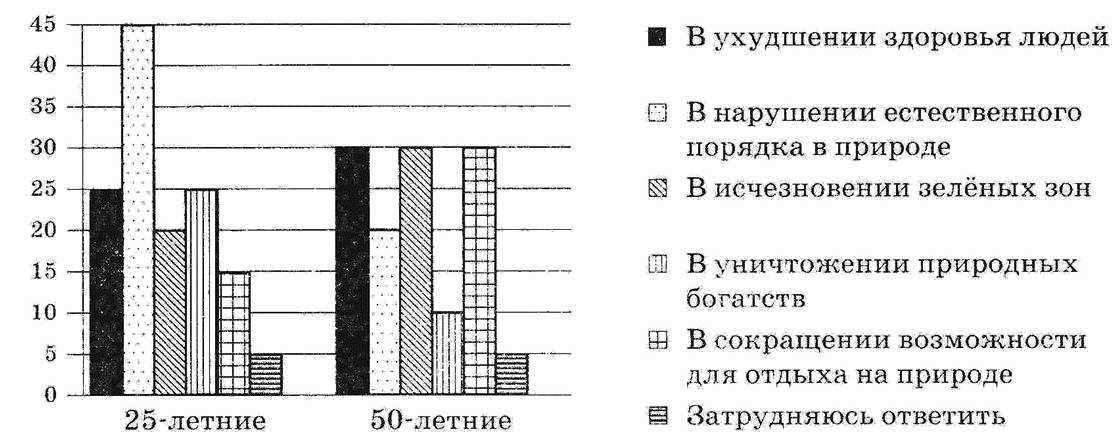 45
40
35
30
25
20
15
10
5
0
25-летние
50-летние
В ухудшении здоровья людей
В нарушении естественного
порядка в природе
В исчезновении зелёных зон
В уничтожении природных
богатств
В сокращении возможности
для отдыха на природе
Затрудняюсь ответить